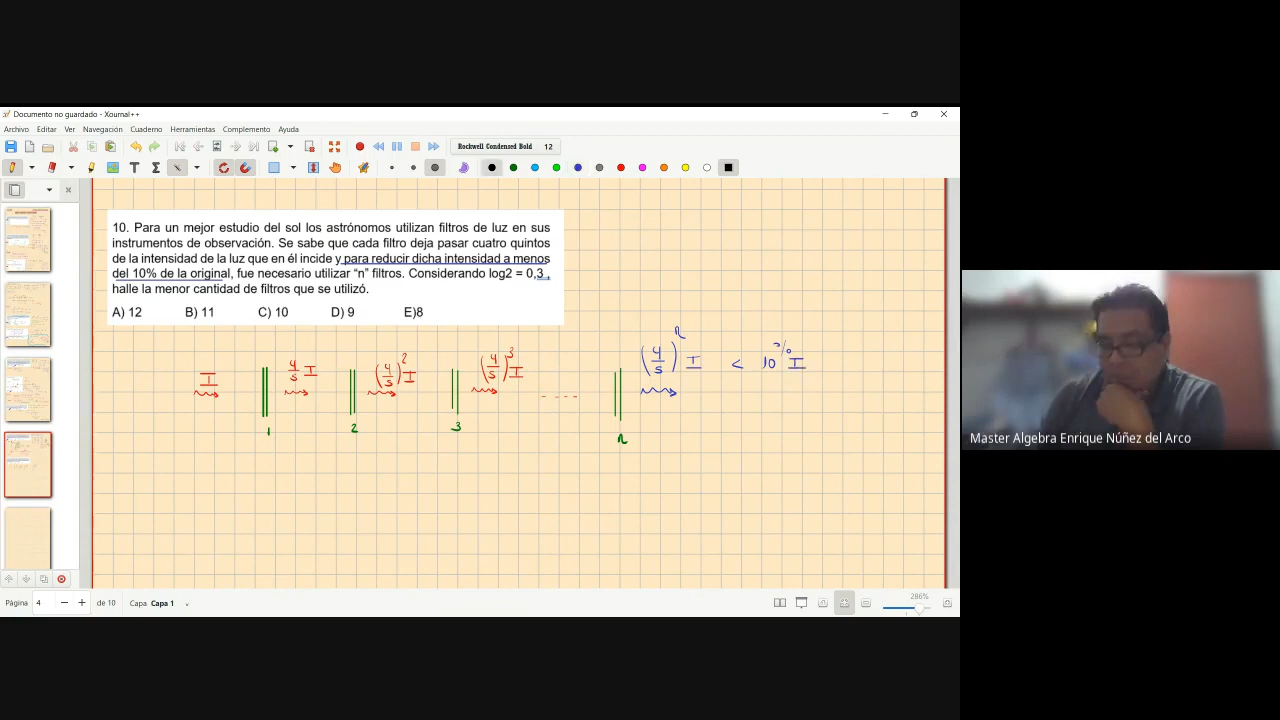 Documento no guardado - Xournal++
Archivo Editar Ver Navegación Cuaderno Herramientas Complemento Ayuda
Rockwell Condensed Bold 12
10. Para un mejor estudio del sol los astrónomos utilizan filtros de luz en sus
instrumentos de observación. Se sabe que cada filtro deja pasar cuatro quintos
de la intensidad de la luz que en él incide y para reducir dicha intensidad a menos
del 10% de la original, fue necesario utilizar “n” filtros. Considerando log2 = 0,3 ,
halle la menor cantidad de filtros que se utilizó.
A) 12 B) 11 C) 10 D) 9 E)8
I 4/5 I (4/5)² I (4/5)³ I - - - - (4/5)ⁿ I < 10% I
1 2 3 n
Master Algebra Enrique Núñez del Arco
Página 4 de 10 Capa Capa 1 286%